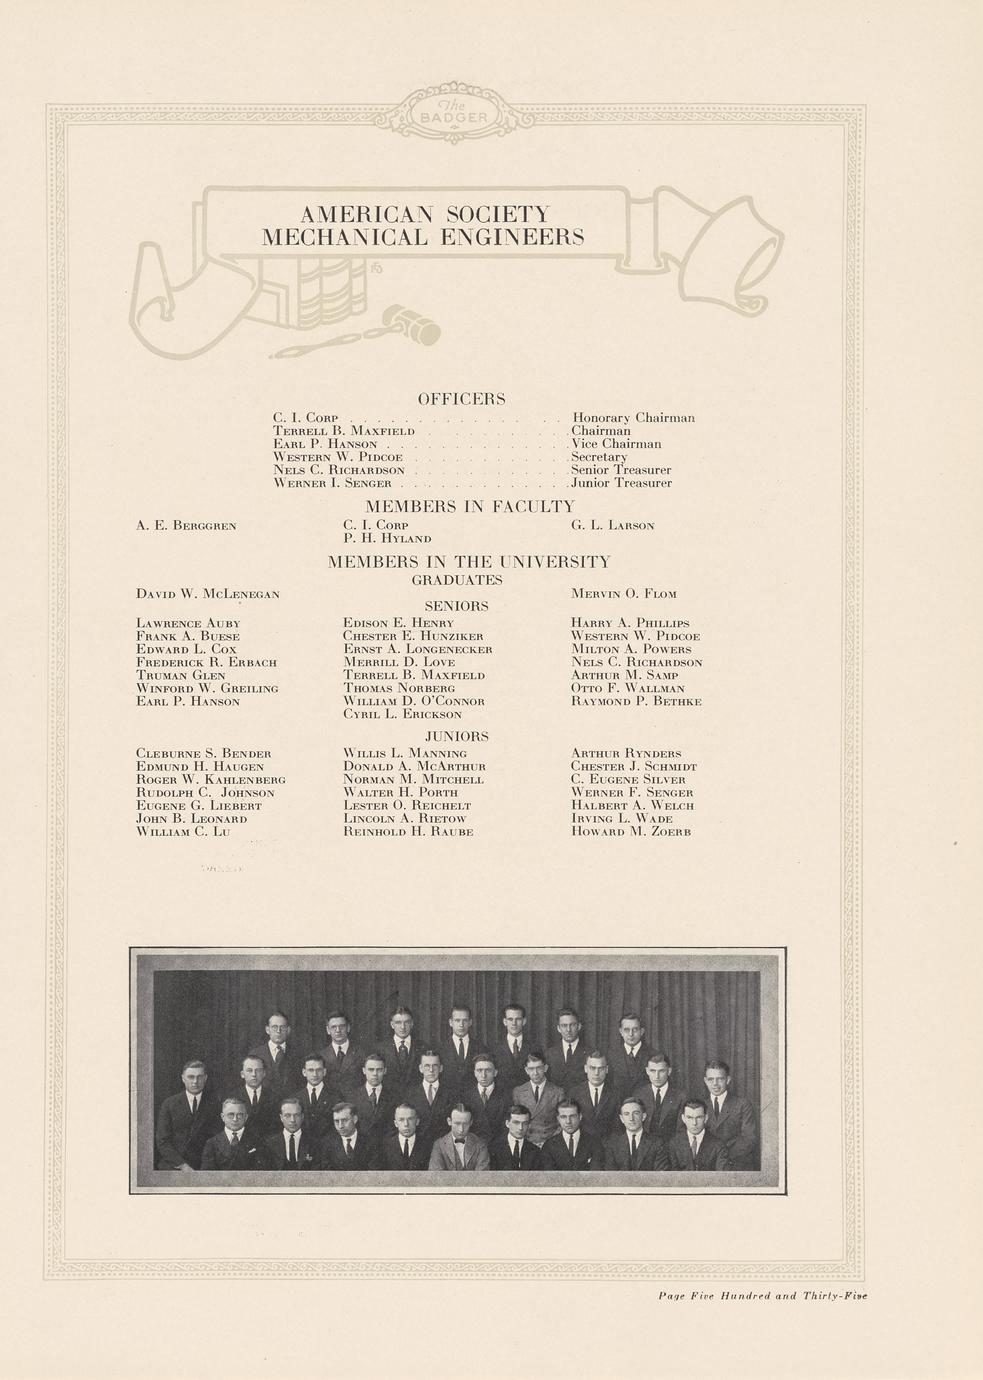 The
BADGER
AMERICAN SOCIETY
MECHANICAL ENGINEERS
OFFICERS
C. I. Corp . . . . . . . . . . . . . . Honorary Chairman
Terrell B. Maxfield . . . . . . . . . . Chairman
Earl P. Hanson . . . . . . . . . . . . Vice Chairman
Western W. Pidcoe . . . . . . . . . . . Secretary
Nels C. Richardson . . . . . . . . . . . Senior Treasurer
Werner I. Senger . . . . . . . . . . . . Junior Treasurer
MEMBERS IN FACULTY
A. E. Berggren C. I. Corp G. L. Larson
P. H. Hyland
MEMBERS IN THE UNIVERSITY
GRADUATES
David W. McLenegan Mervin O. Flom
SENIORS
Lawrence Auby Edison E. Henry Harry A. Phillips
Frank A. Buese Chester E. Hunziker Western W. Pidcoe
Edward L. Cox Ernst A. Longenecker Milton A. Powers
Frederick R. Erbach Merrill D. Love Nels C. Richardson
Truman Glen Terrell B. Maxfield Arthur M. Samp
Winford W. Greiling Thomas Norberg Otto F. Wallman
Earl P. Hanson William D. O'Connor Raymond P. Bethke
Cyril L. Erickson
JUNIORS
Cleburne S. Bender Willis L. Manning Arthur Rynders
Edmund H. Haugen Donald A. McArthur Chester J. Schmidt
Roger W. Kahlenberg Norman M. Mitchell C. Eugene Silver
Rudolph C. Johnson Walter H. Porth Werner F. Senger
Eugene G. Liebert Lester O. Reichelt Halbert A. Welch
John B. Leonard Lincoln A. Rietow Irving L. Wade
William C. Lu Reinhold H. Raube Howard M. Zoerb
Page Five Hundred and Thirty-Five